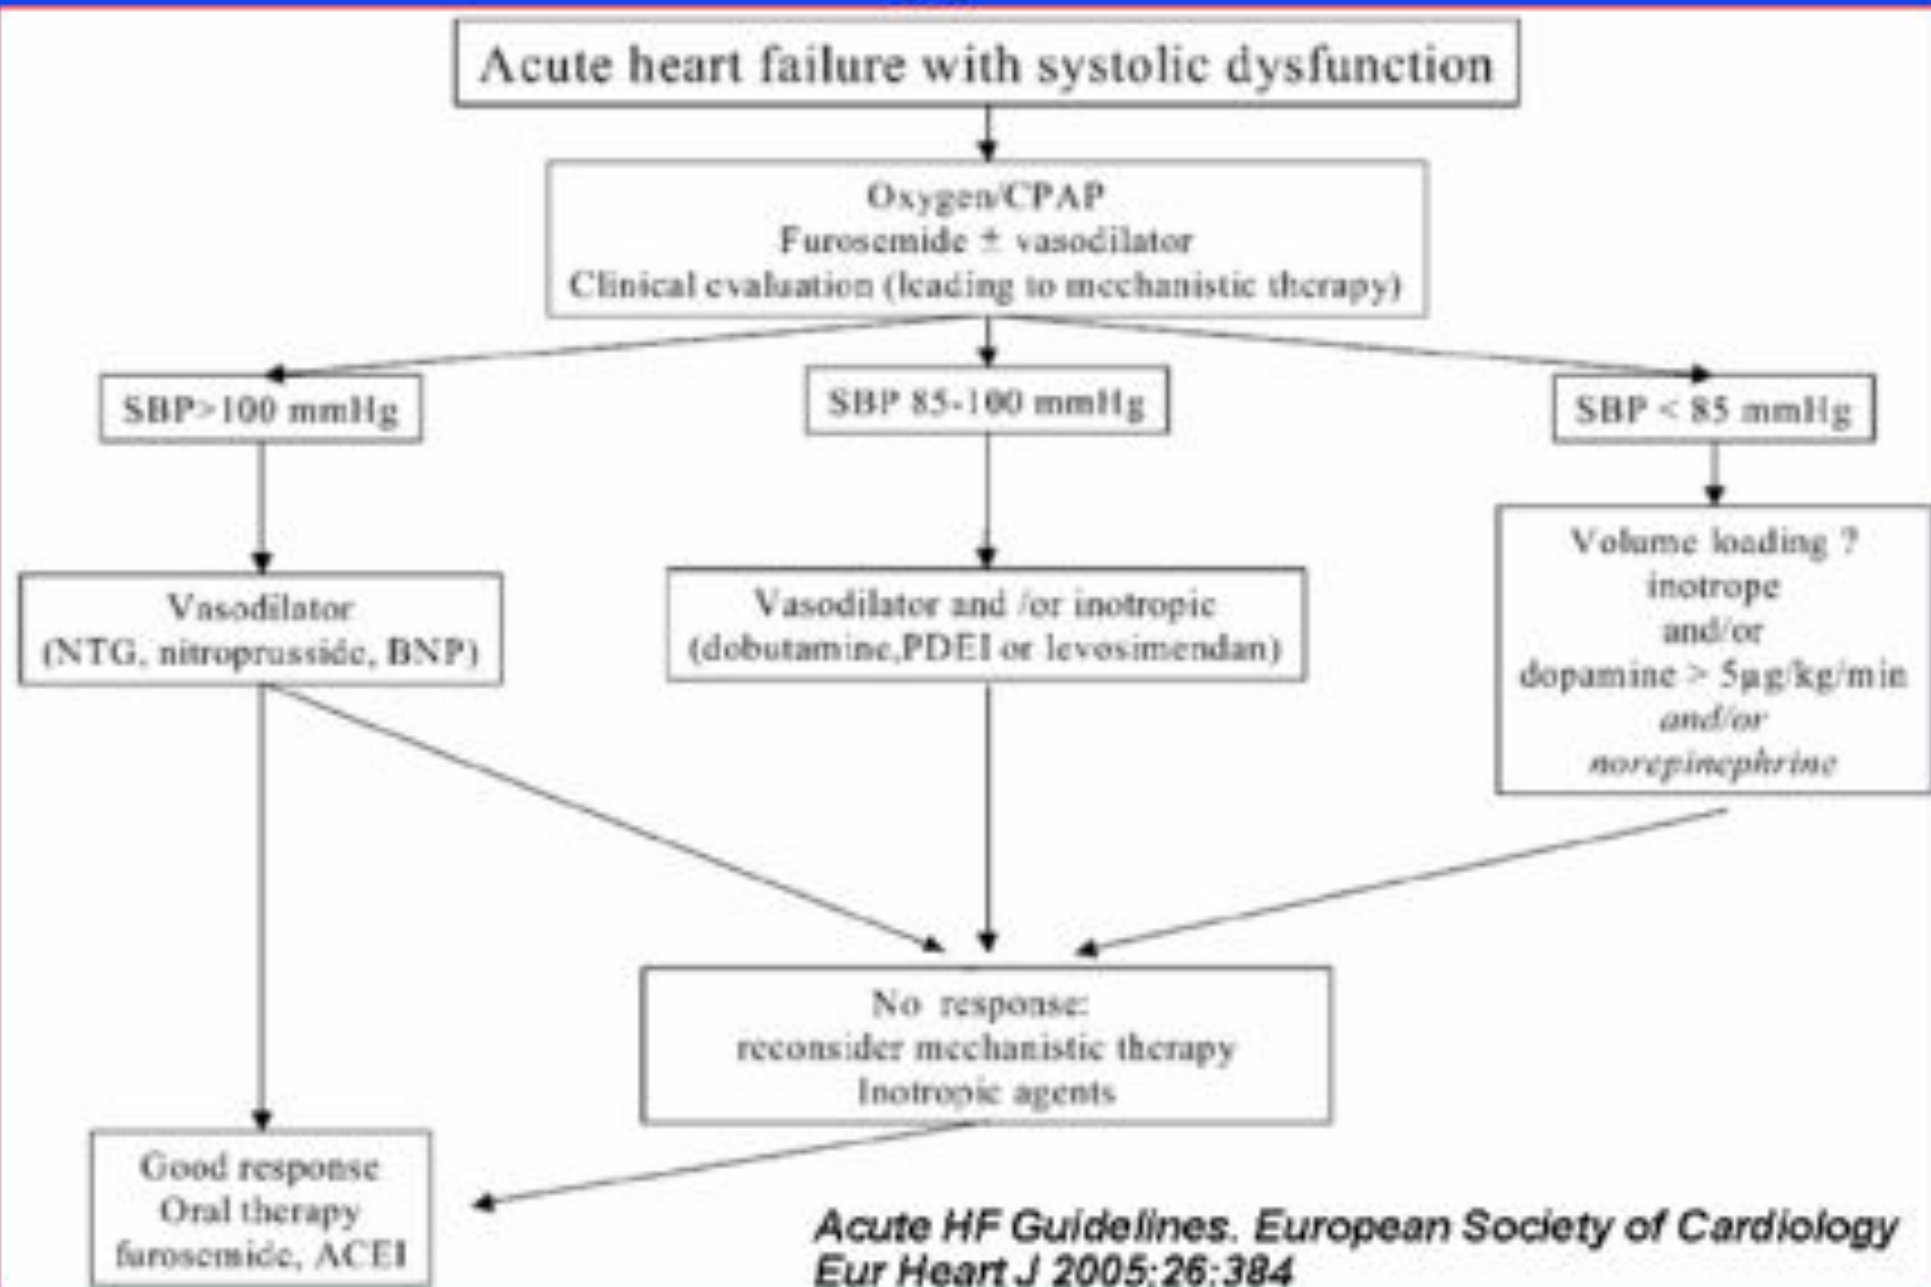 Acute heart failure with systolic dysfunction
Oxygen/CPAP
Furosemide ± vasodilator
Clinical evaluation (leading to mechanistic therapy)
SBP>100 mmHg
SBP 85-100 mmHg
SBP < 85 mmHg
Vasodilator
(NTG, nitroprusside, BNP)
Vasodilator and /or inotropic
(dobutamine,PDEI or levosimendan)
Volume loading ?
inotrope
and/or
dopamine > 5µg/kg/min
and/or
norepinephrine
No response:
reconsider mechanistic therapy
Inotropic agents
Good response
Oral therapy
furosemide, ACEI
Acute HF Guidelines. European Society of Cardiology
Eur Heart J 2005;26:384